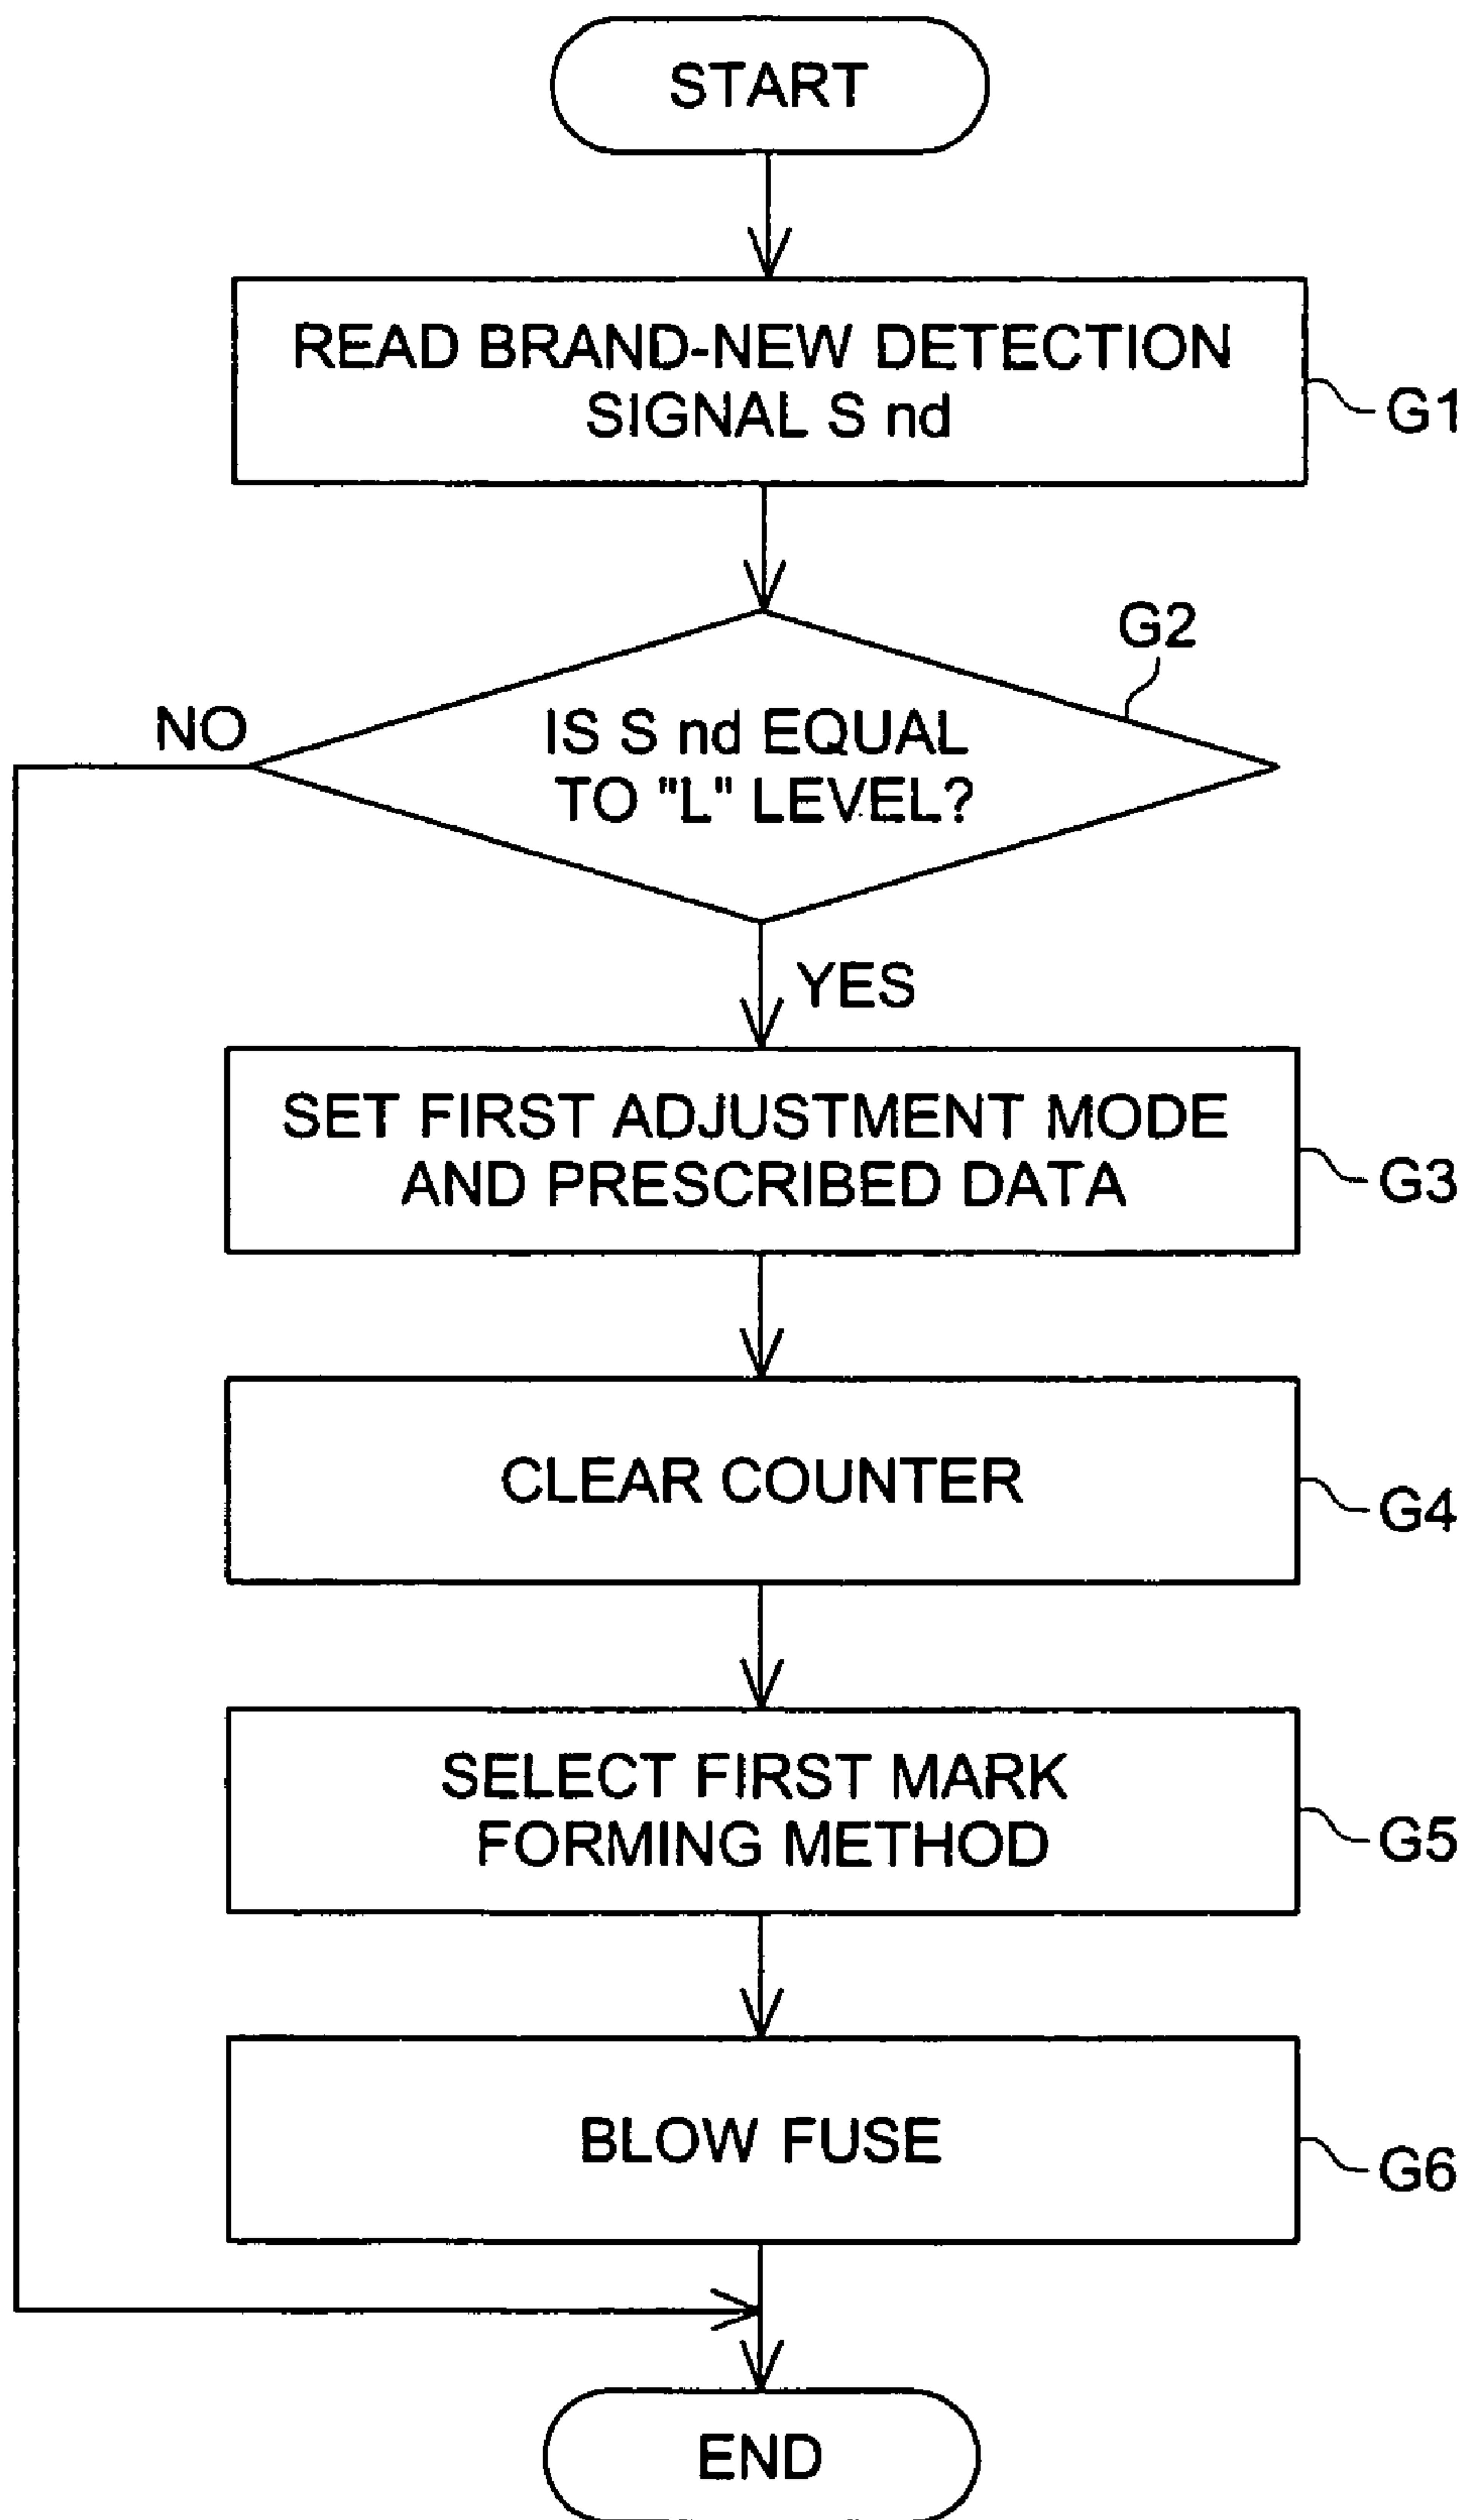 START
READ BRAND-NEW DETECTION
SIGNAL S nd
G1
G2
NO
IS S nd EQUAL
TO "L" LEVEL?
YES
SET FIRST ADJUSTMENT MODE
AND PRESCRIBED DATA
G3
CLEAR COUNTER
G4
SELECT FIRST MARK
FORMING METHOD
G5
BLOW FUSE
G6
END